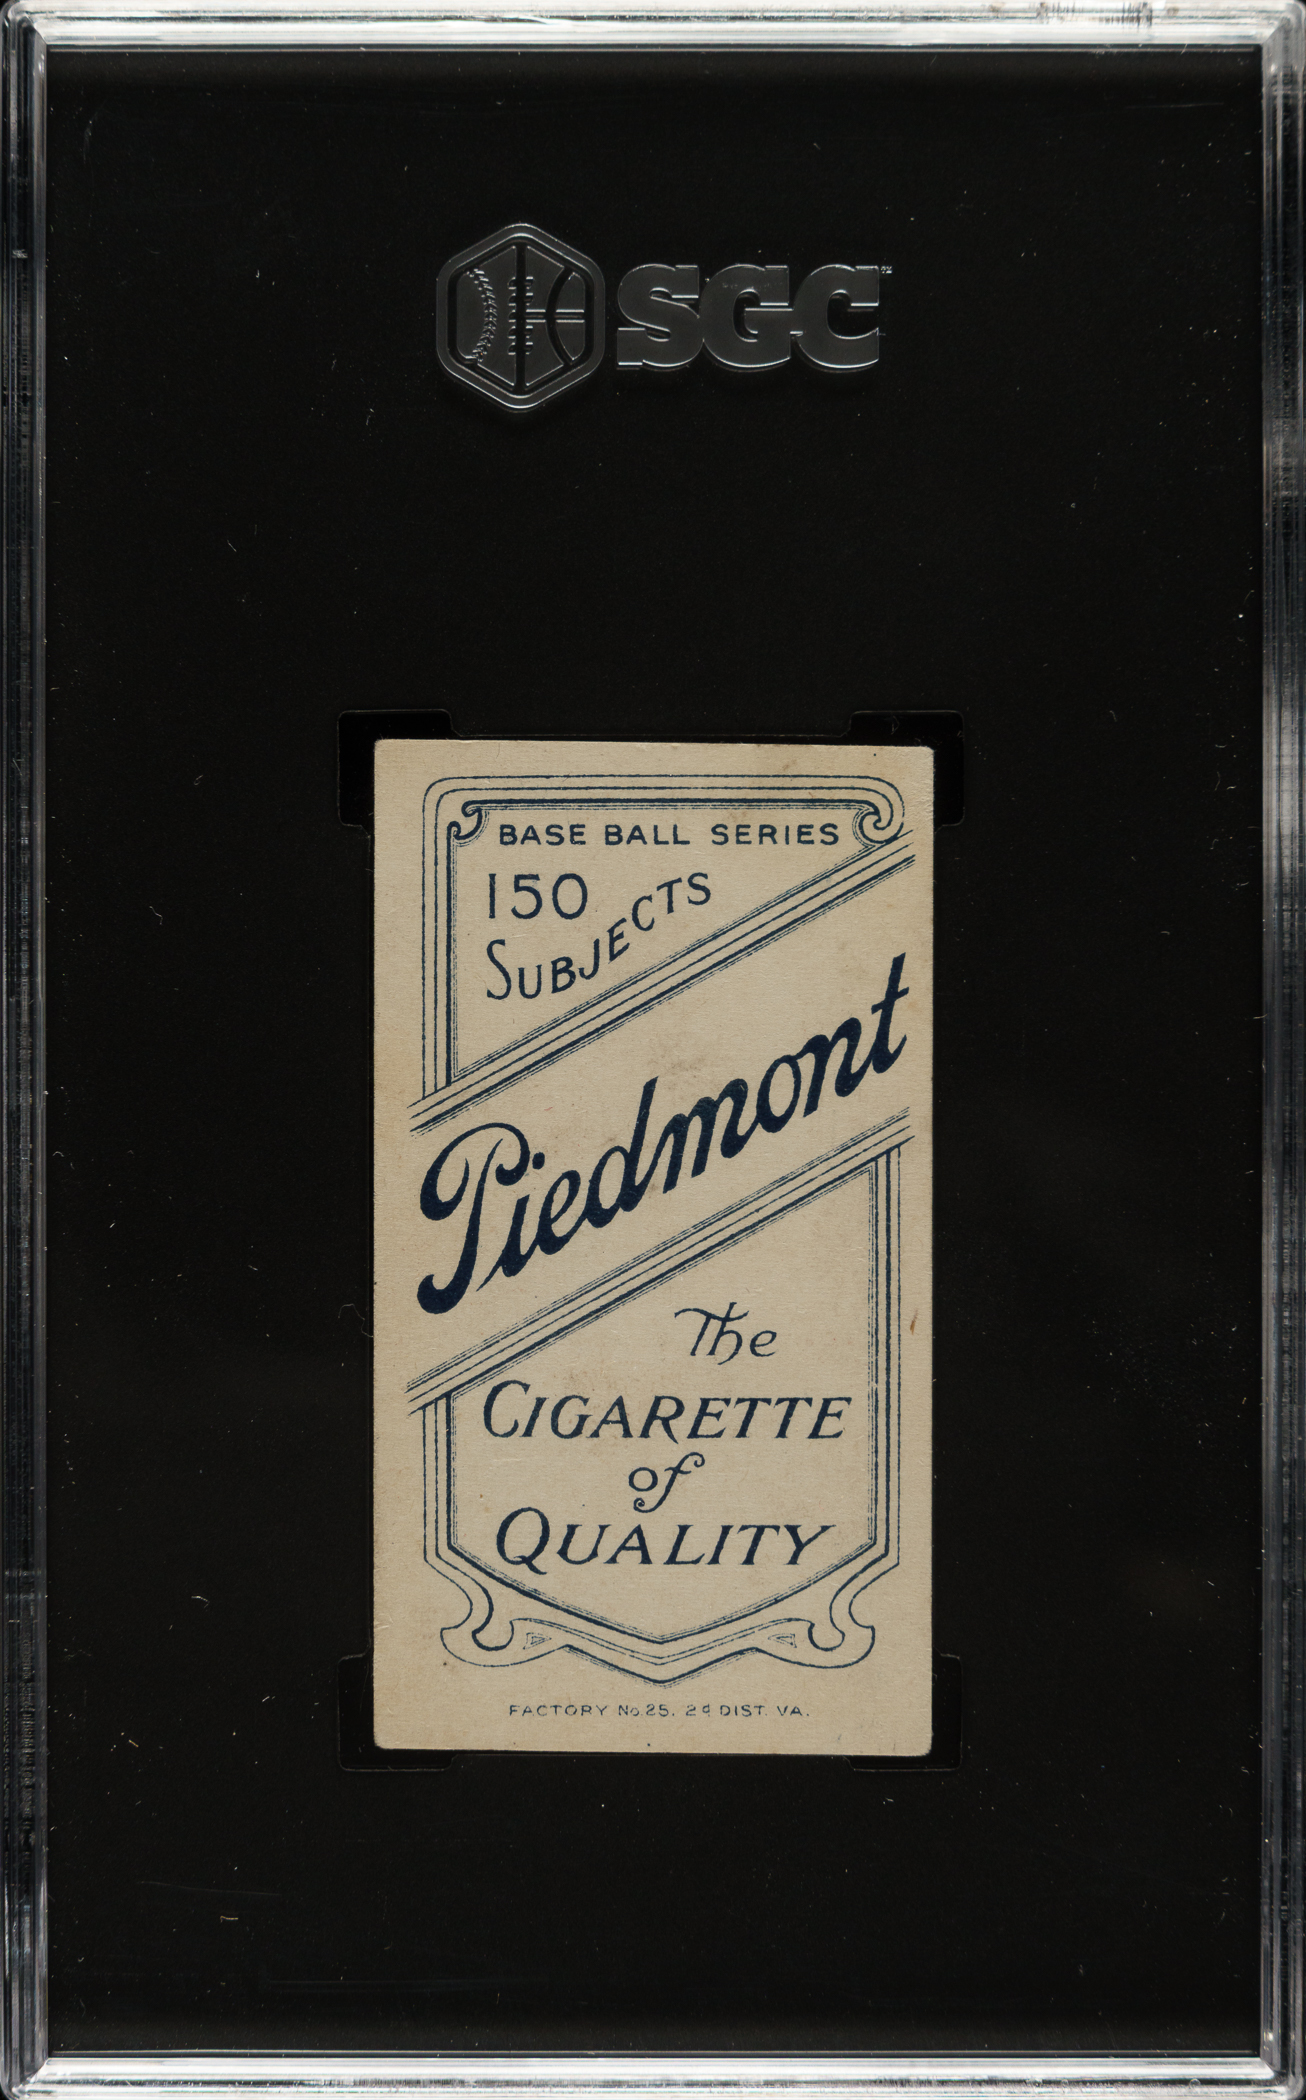 SGC
BASE BALL SERIES
150
SUBJECTS
Piedmont
The
CIGARETTE
of
QUALITY
FACTORY No. 25. 2d DIST. VA.